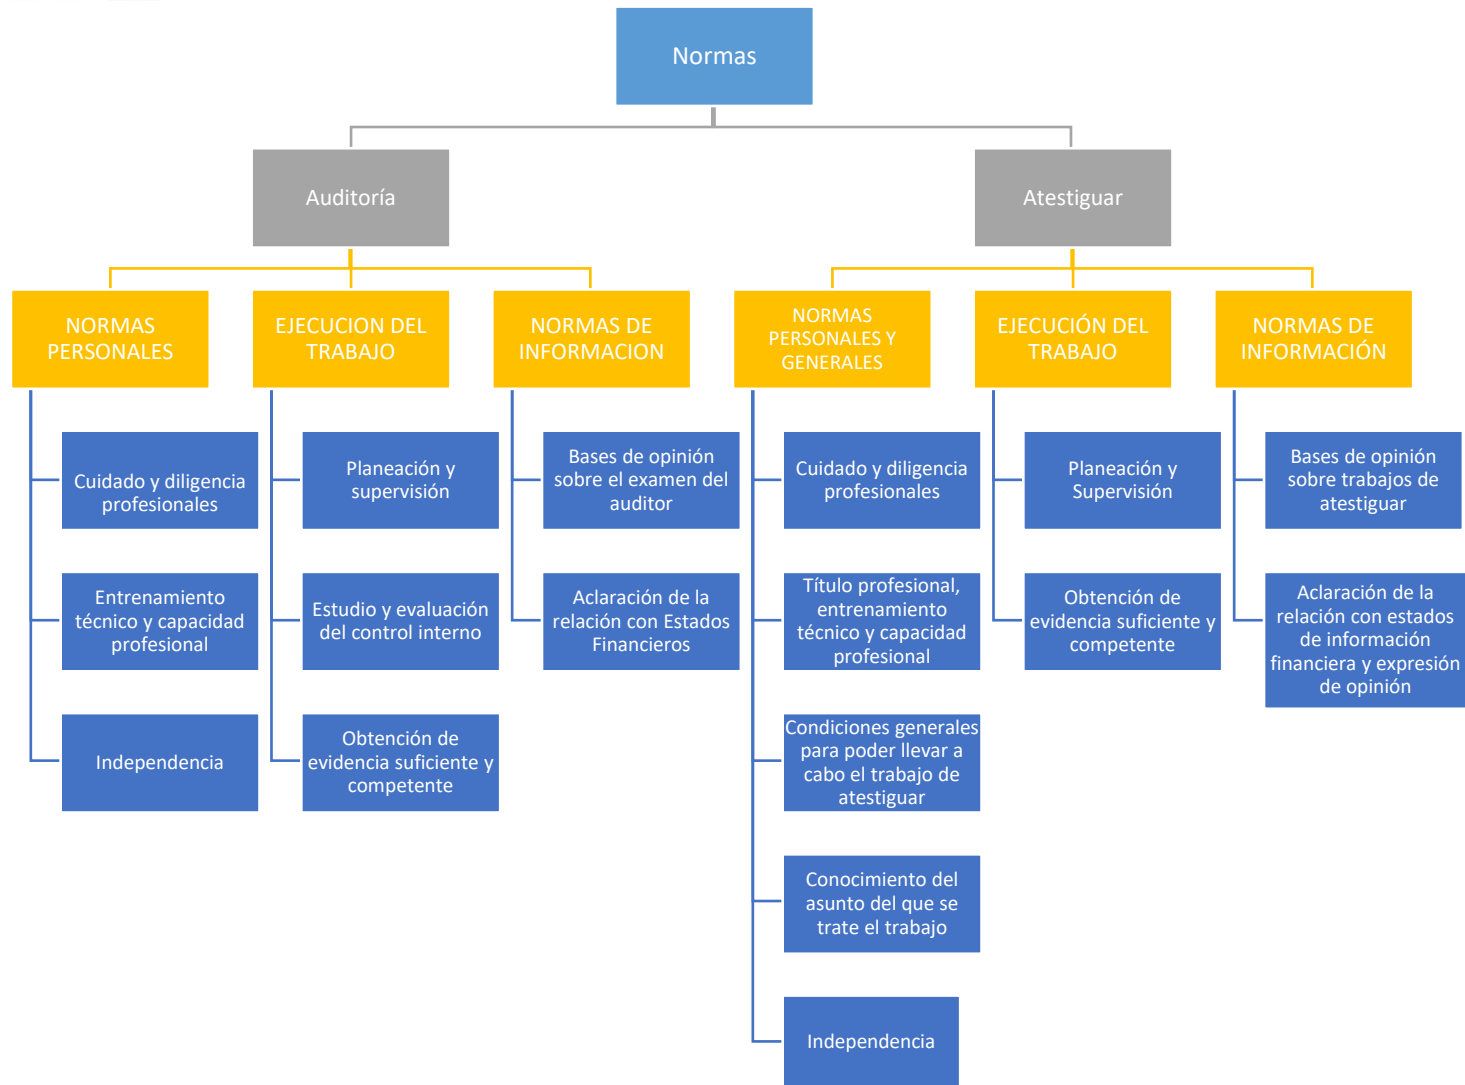 Normas
Auditoría
Atestiguar
NORMAS
PERSONALES
EJECUCION DEL
TRABAJO
NORMAS DE
INFORMACION
NORMAS
PERSONALES Y
GENERALES
EJECUCIÓN DEL
TRABAJO
NORMAS DE
INFORMACIÓN
Cuidado y diligencia
profesionales
Entrenamiento
técnico y capacidad
profesional
Independencia
Planeación y
supervisión
Estudio y evaluación
del control interno
Obtención de
evidencia suficiente y
competente
Bases de opinión
sobre el examen del
auditor
Aclaración de la
relación con Estados
Financieros
Cuidado y diligencia
profesionales
Título profesional,
entrenamiento
técnico y capacidad
profesional
Condiciones generales
para poder llevar a
cabo el trabajo de
atestiguar
Conocimiento del
asunto del que se
trate el trabajo
Independencia
Planeación y
Supervisión
Obtención de
evidencia suficiente y
competente
Bases de opinión
sobre trabajos de
atestiguar
Aclaración de la
relación con estados
de información
financiera y expresión
de opinión